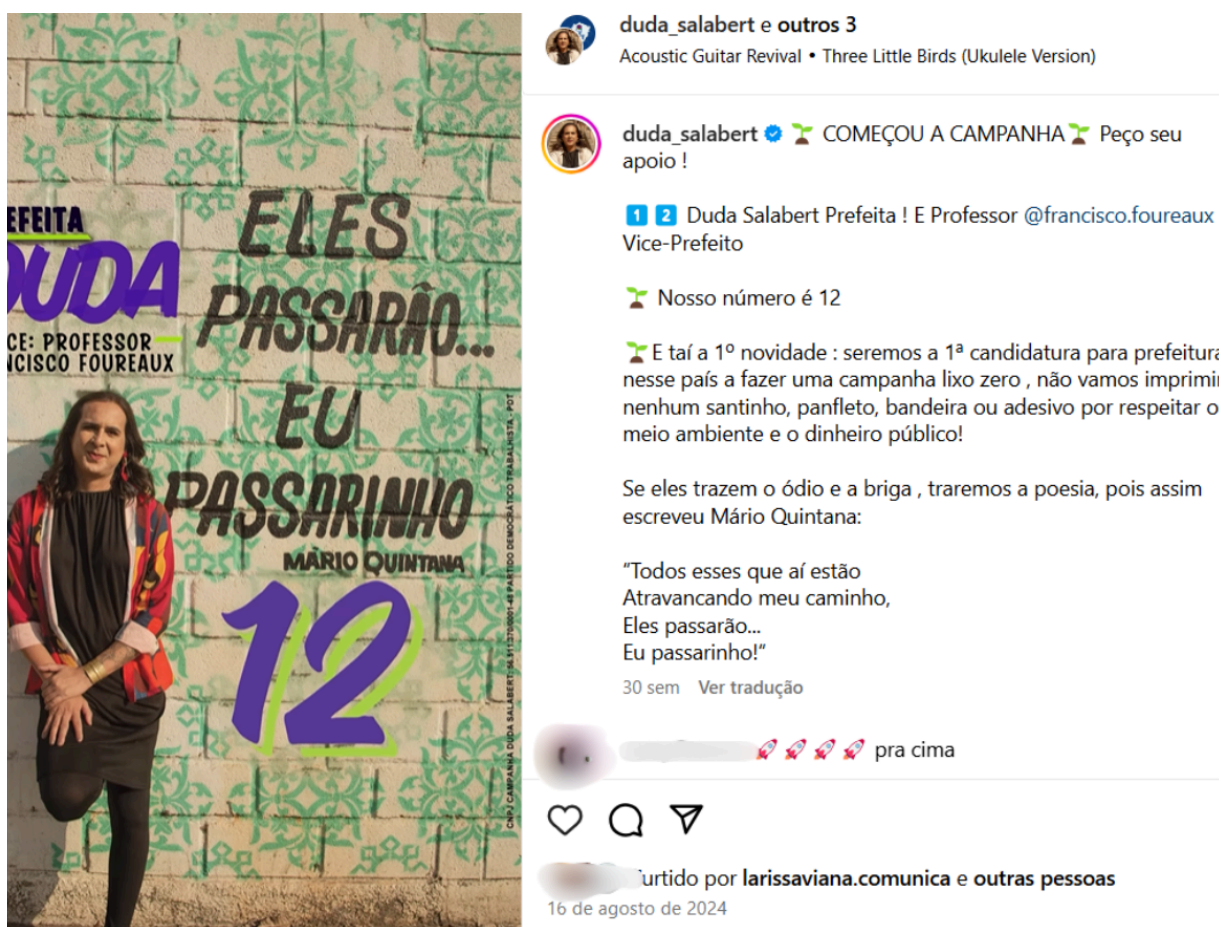 EFEITA
DUDA
CE: PROFESSOR
NCISCO FOUREAUX
ELES
PASSARÃO...
EU
PASSARINHO
MÁRIO QUINTANA
12
duda_salabert e outros 3
Acoustic Guitar Revival • Three Little Birds (Ukulele Version)
duda_salabert 🌱 COMEÇOU A CAMPANHA🌱 Peço seu
apoio !
1️⃣ 2️⃣ Duda Salabert Prefeita ! E Professor @francisco.foureaux
Vice-Prefeito
🌱 Nosso número é 12
🌱E taí a 1º novidade : seremos a 1ª candidatura para prefeitura
nesse país a fazer uma campanha lixo zero , não vamos imprimir
nenhum santinho, panfleto, bandeira ou adesivo por respeitar o
meio ambiente e o dinheiro público!
Se eles trazem o ódio e a briga , traremos a poesia, pois assim
escreveu Mário Quintana:
“Todos esses que aí estão
Atravancando meu caminho,
Eles passarão...
Eu passarinho!”
30 sem Ver tradução
🚀🚀🚀🚀 pra cima
urtido por larissaviana.comunica e outras pessoas
16 de agosto de 2024